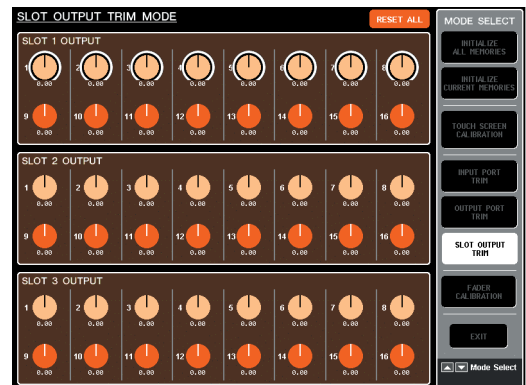 SLOT OUTPUT TRIM MODE
RESET ALL
SLOT 1 OUTPUT
1 2 3 4 5 6 7 8
0.00 0.00 0.00 0.00 0.00 0.00 0.00 0.00
9 10 11 12 13 14 15 16
0.00 0.00 0.00 0.00 0.00 0.00 0.00 0.00
SLOT 2 OUTPUT
1 2 3 4 5 6 7 8
0.00 0.00 0.00 0.00 0.00 0.00 0.00 0.00
9 10 11 12 13 14 15 16
0.00 0.00 0.00 0.00 0.00 0.00 0.00 0.00
SLOT 3 OUTPUT
1 2 3 4 5 6 7 8
0.00 0.00 0.00 0.00 0.00 0.00 0.00 0.00
9 10 11 12 13 14 15 16
0.00 0.00 0.00 0.00 0.00 0.00 0.00 0.00
MODE SELECT
INITIALIZE
ALL MEMORIES
INITIALIZE
CURRENT MEMORIES
TOUCH SCREEN
CALIBRATION
INPUT PORT
TRIM
OUTPUT PORT
TRIM
SLOT OUTPUT
TRIM
FADER
CALIBRATION
EXIT
Mode Select